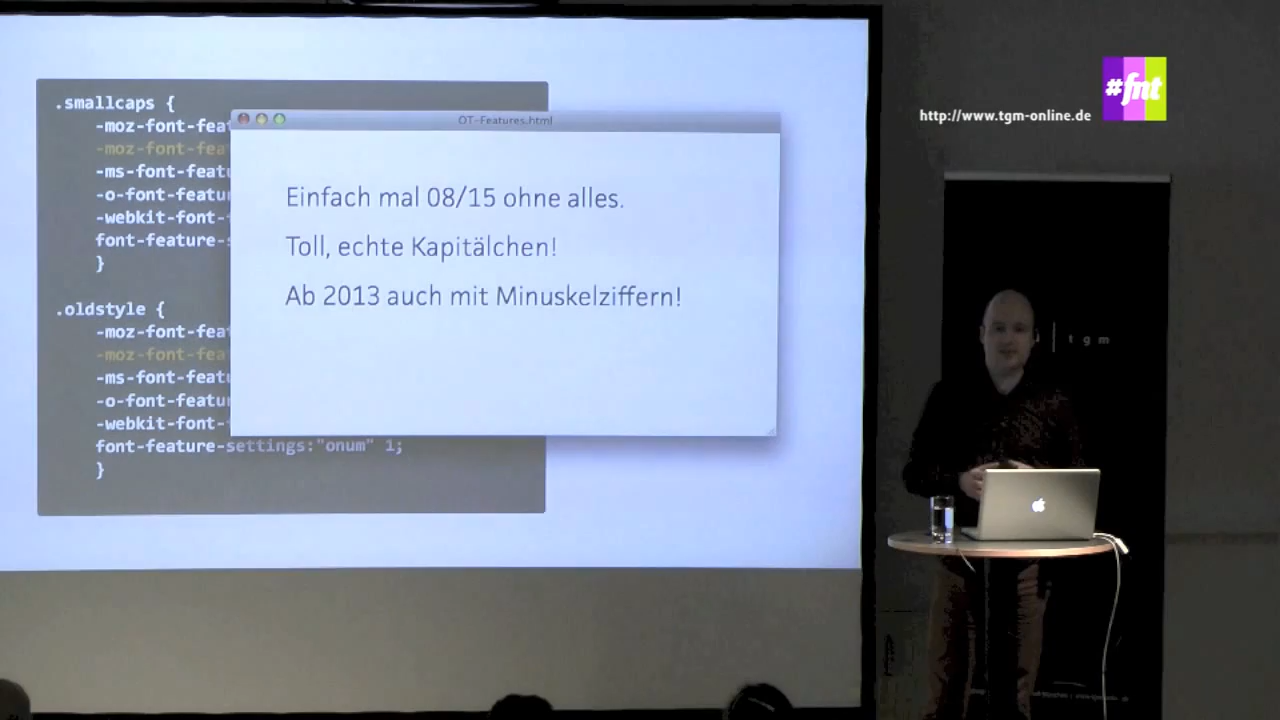 .smallcaps {
-moz-font-feat
-moz-font-fea
-ms-font-featu
-o-font-featur
-webkit-font-
font-feature-s
}
.oldstyle {
-moz-font-feat
-moz-font-fea
-ms-font-featu
-o-font-featur
-webkit-font-
font-feature-settings:"onum" 1;
}
OT-Features.html
Einfach mal 08/15 ohne alles.
Toll, echte Kapitälchen!
Ab 2013 auch mit Minuskelziffern!
#fnt
http://www.tgm-online.de
tgm